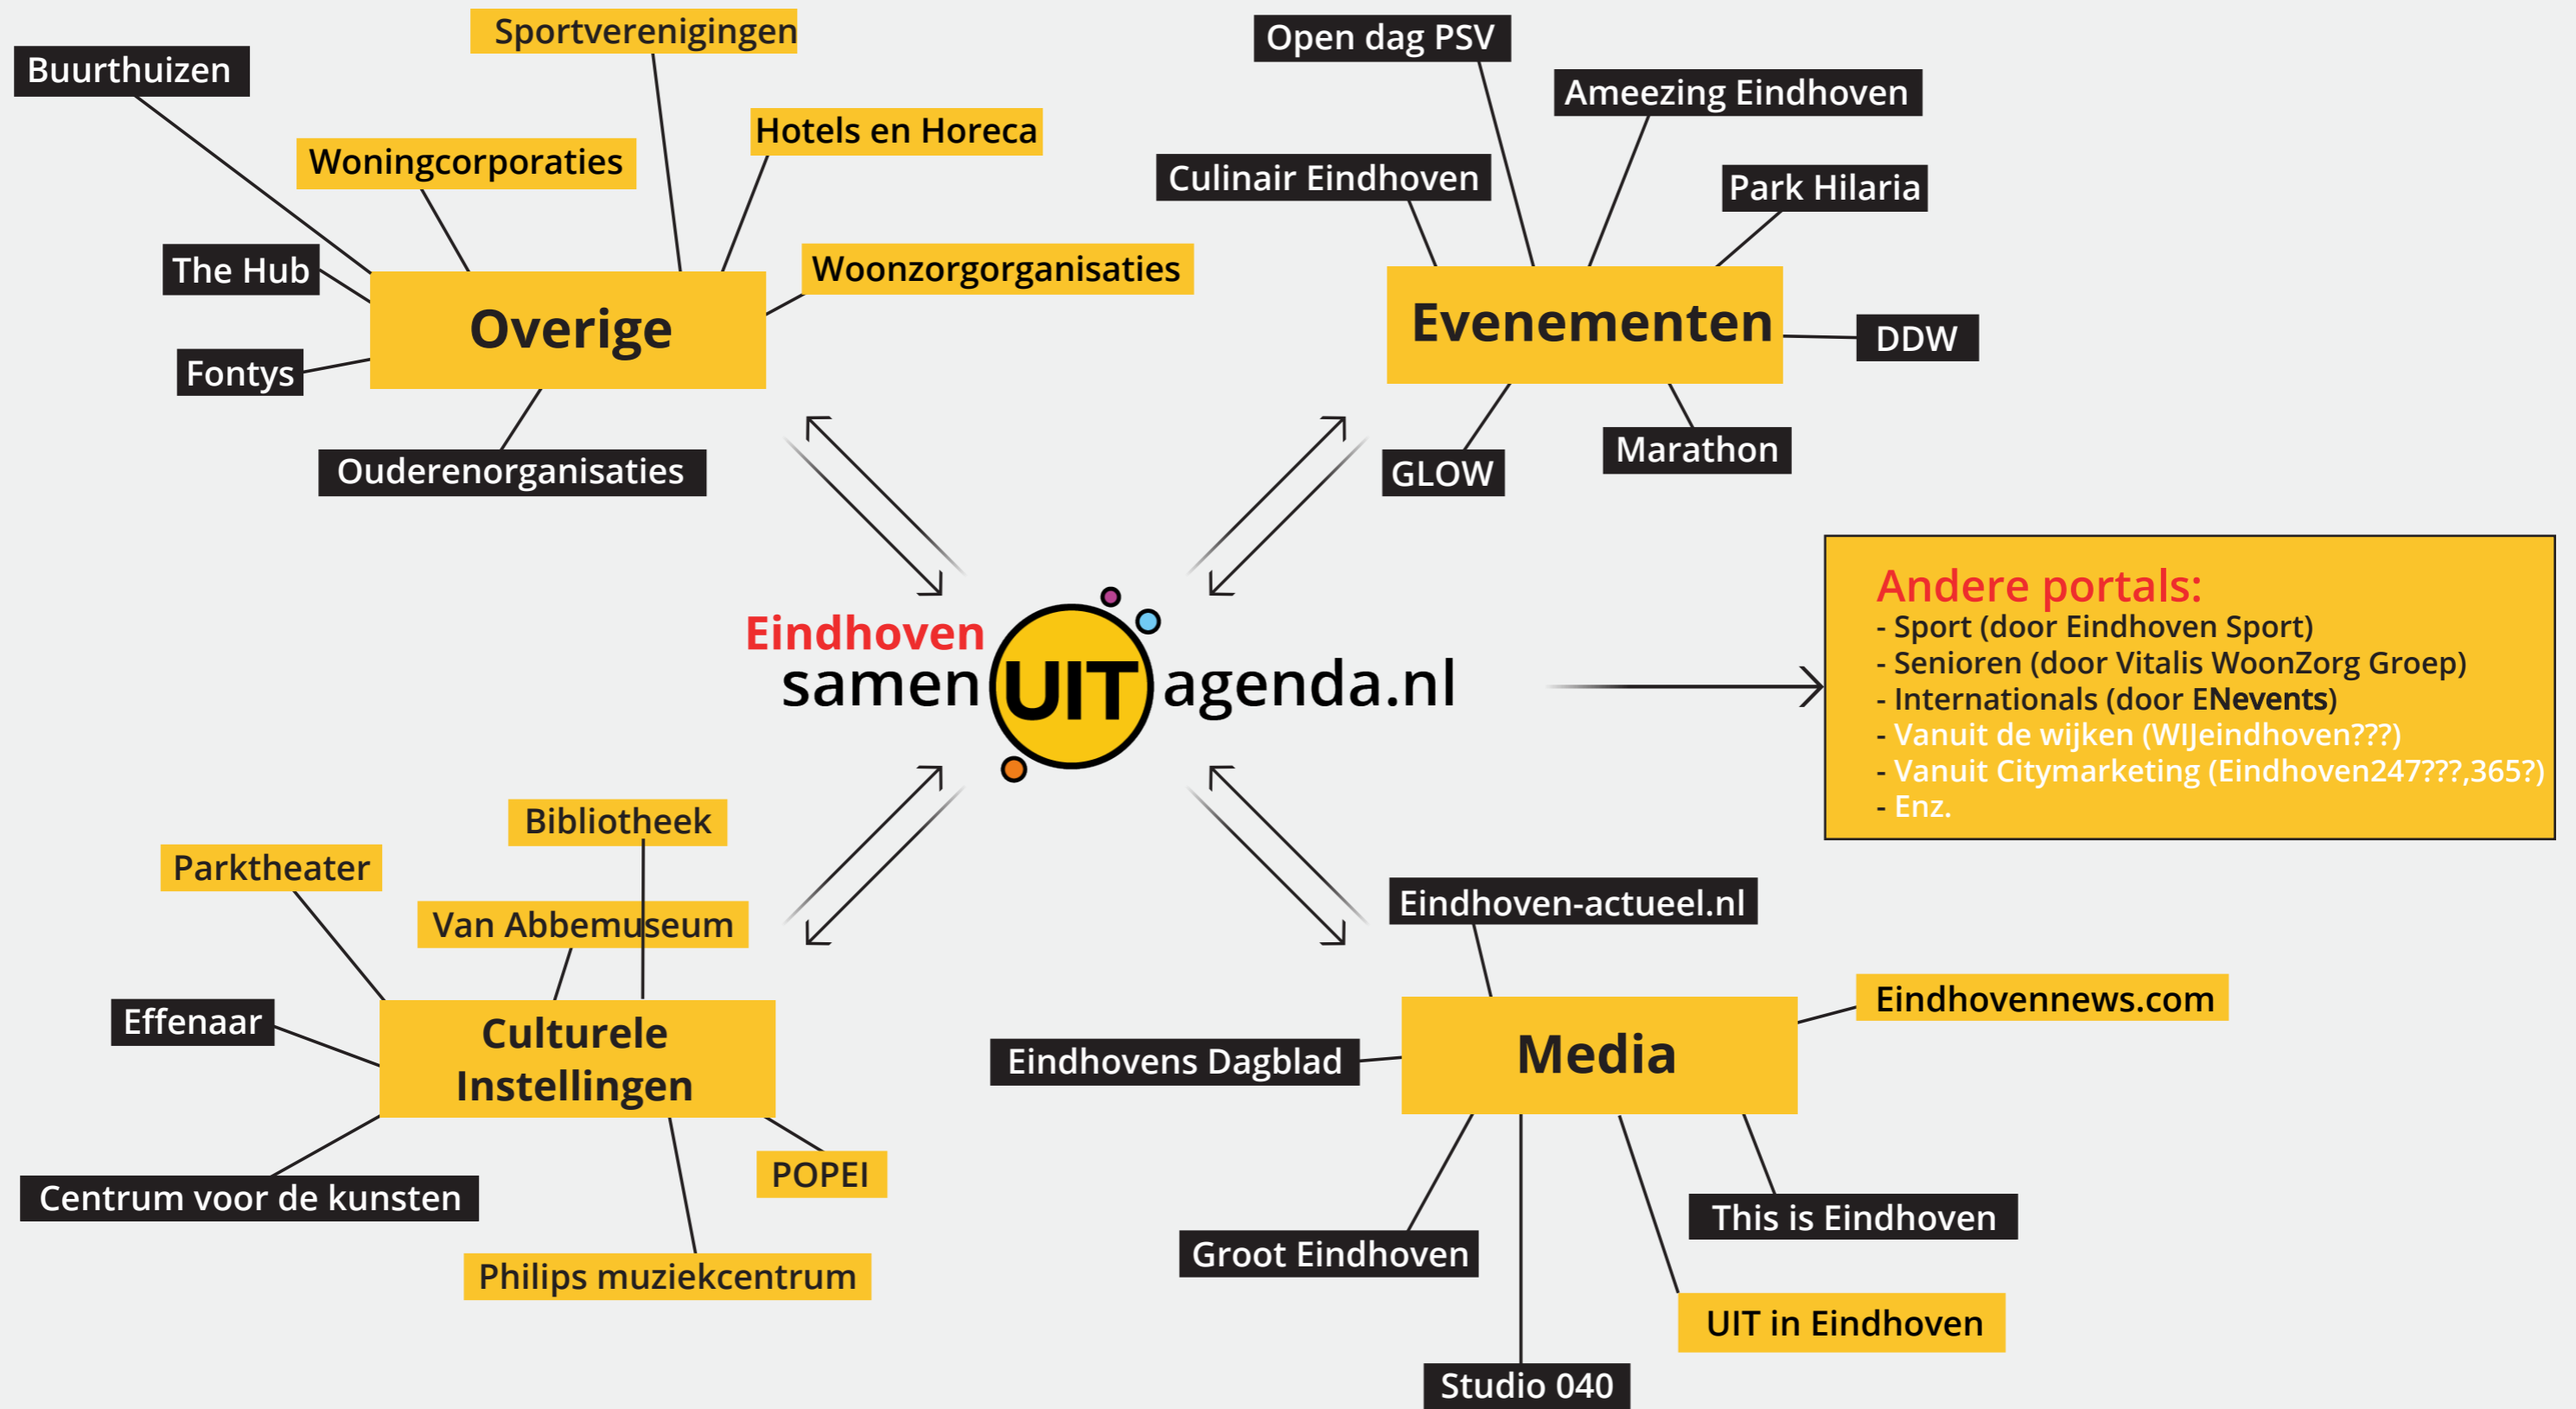 Sportverenigingen
Buurthuizen
Hotels en Horeca
Woningcorporaties
The Hub
Woonzorgorganisaties
Overige
Fontys
Ouderenorganisaties
Open dag PSV
Ameezing Eindhoven
Culinair Eindhoven
Park Hilaria
Evenementen
DDW
Marathon
GLOW
Eindhoven
samen UIT agenda.nl
Andere portals:
- Sport (door Eindhoven Sport)
- Senioren (door Vitalis WoonZorg Groep)
- Internationals (door ENevents)
- Vanuit de wijken (WIJeindhoven???)
- Vanuit Citymarketing (Eindhoven247???,365?)
- Enz.
Bibliotheek
Parktheater
Van Abbemuseum
Effenaar
Culturele
Instellingen
POPEI
Centrum voor de kunsten
Philips muziekcentrum
Eindhoven-actueel.nl
Eindhovennews.com
Eindhovens Dagblad
Media
This is Eindhoven
Groot Eindhoven
UIT in Eindhoven
Studio 040